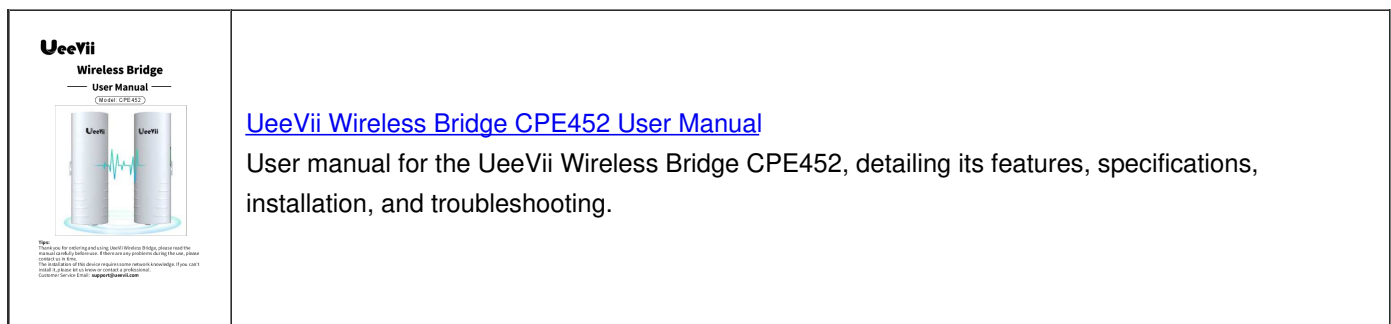 UeeVii
Wireless Bridge
User Manual
Model: CPE452
UeeVii
UeeVii
Tips:
Thank you for ordering and using UeeVii Wireless Bridge, please read the
manual carefully before use. If there are any problems during the use, please
contact us in time.
The installation of this device requires some network knowledge. If you can't
install it, please let us know or contact a professional.
Customer Service Email: support@ueevii.com
UeeVii Wireless Bridge CPE452 User Manual
User manual for the UeeVii Wireless Bridge CPE452, detailing its features, specifications,
installation, and troubleshooting.